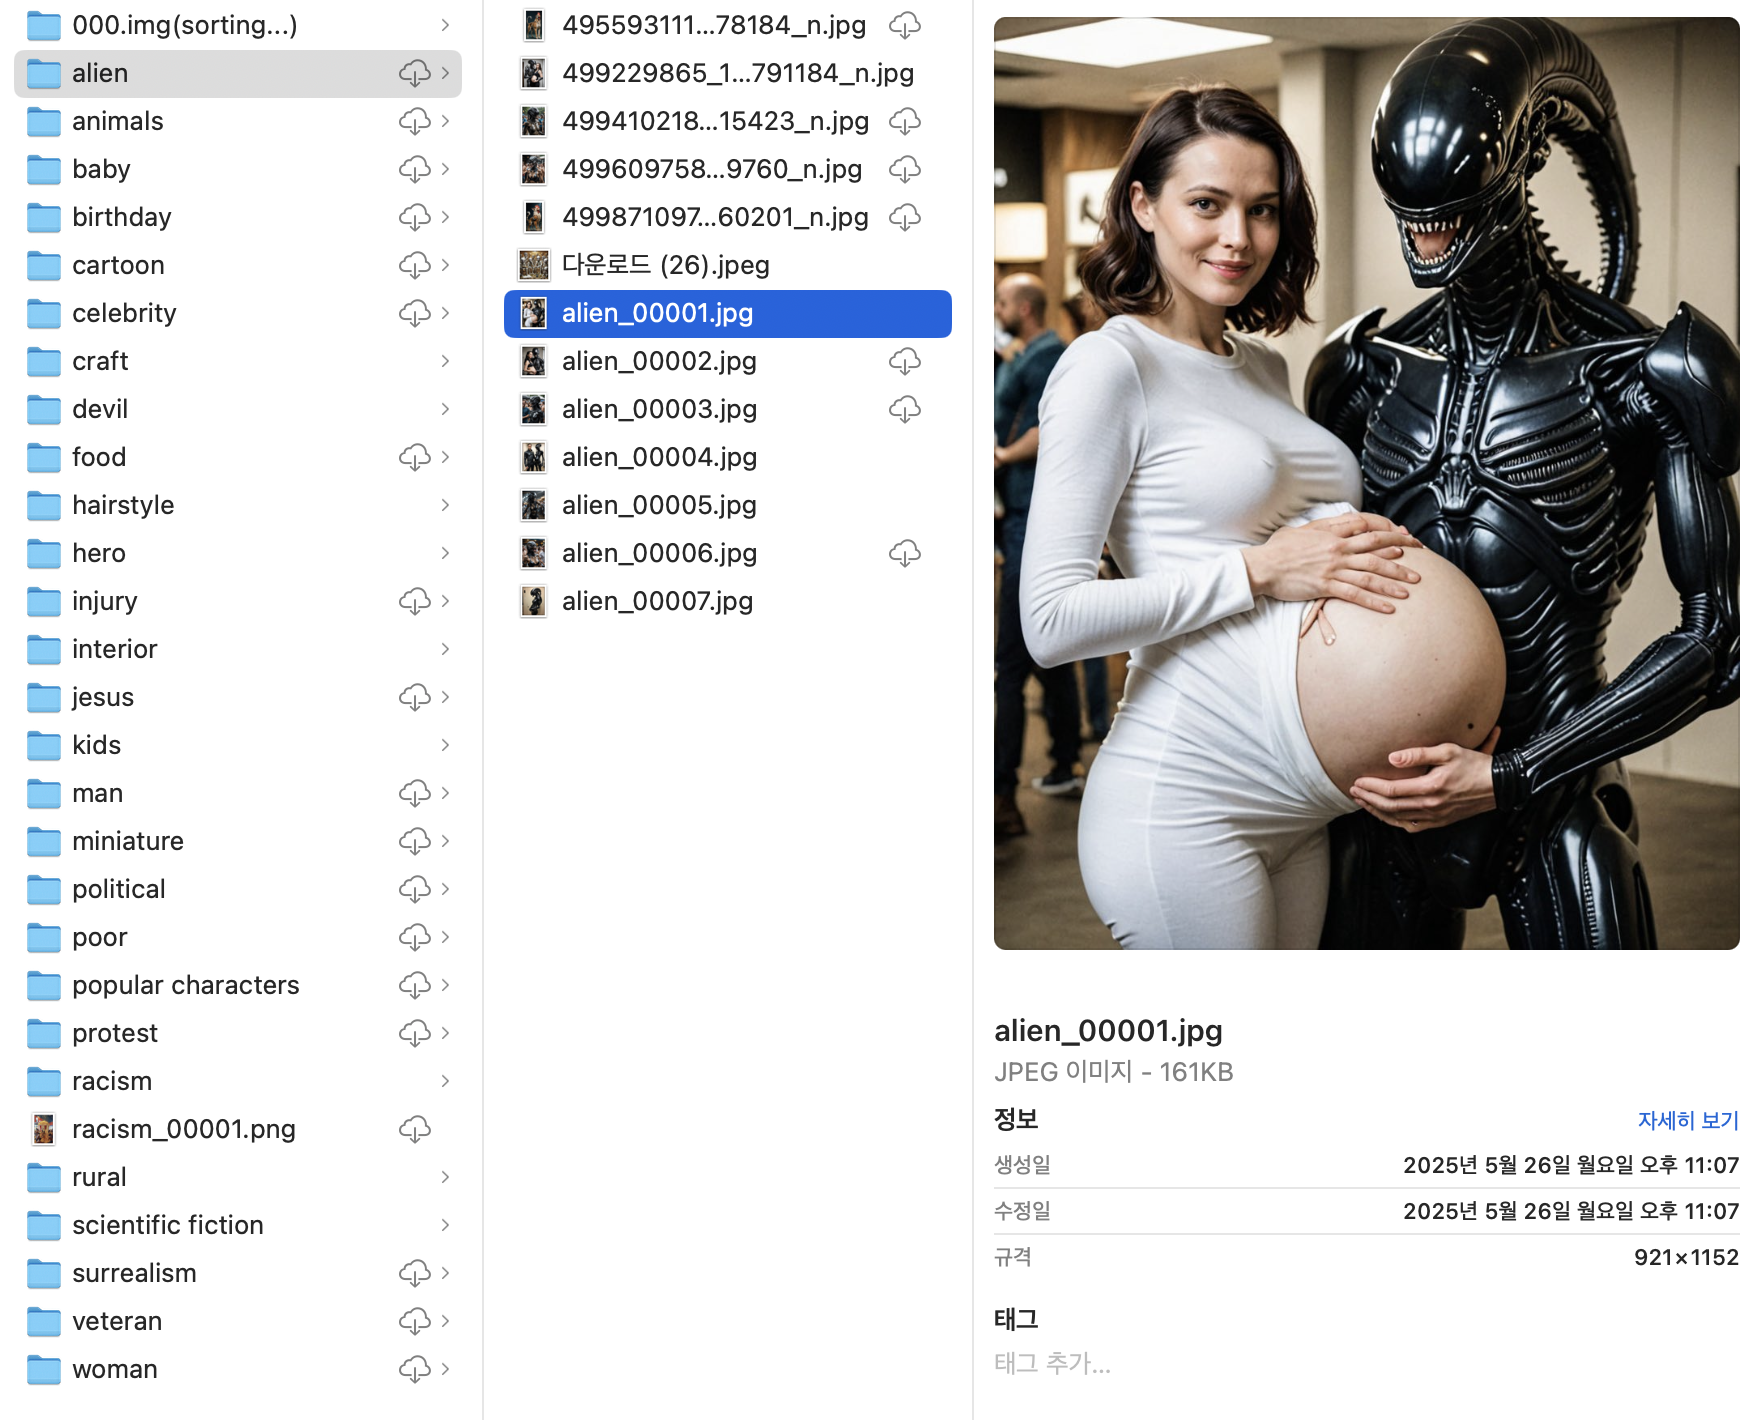 000.img(sorting...)
alien
animals
baby
birthday
cartoon
celebrity
craft
devil
food
hairstyle
hero
injury
interior
jesus
kids
man
miniature
political
poor
popular characters
protest
racism
racism_00001.png
rural
scientific fiction
surrealism
veteran
woman
495593111...78184_n.jpg
499229865_1...791184_n.jpg
499410218...15423_n.jpg
499609758...9760_n.jpg
499871097...60201_n.jpg
다운로드 (26).jpeg
alien_00001.jpg
alien_00002.jpg
alien_00003.jpg
alien_00004.jpg
alien_00005.jpg
alien_00006.jpg
alien_00007.jpg
alien_00001.jpg
JPEG 이미지 - 161KB
정보 자세히 보기
생성일 2025년 5월 26일 월요일 오후 11:07
수정일 2025년 5월 26일 월요일 오후 11:07
규격 921×1152
태그
태그 추가...